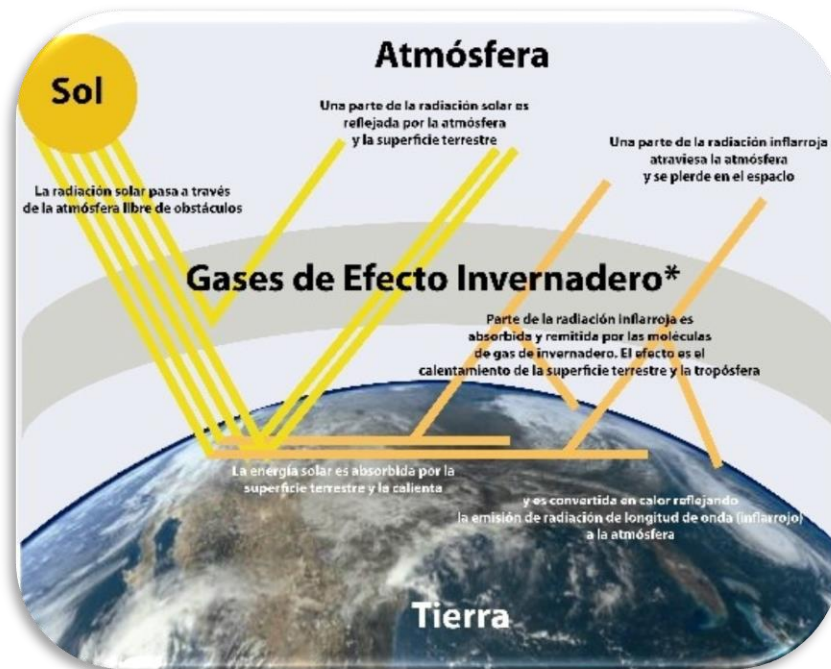 Atmósfera
Sol
Una parte de la radiación solar es
reflejada por la atmósfera
y la superficie terrestre
Una parte de la radiación inflarroja
atraviesa la atmósfera
y se plerde en el espacio
La radiación solar pasa a través
de la atmósfera libre de obstáculos
Gases de Efecto Invernadero*
Parte de la radiación inflarroja es
absorbida y remitida por las moléculas
de gas de invernadero. El efecto es el
calentamiento de la superficie terrestre y la tropósfera
La energía solar es absorbida por la
superficie terrestre y la calienta
y es convertida en calor reflejando
la emisión de radiación de longitud de onda (inflarrojo)
a la atmósfera
Tierra